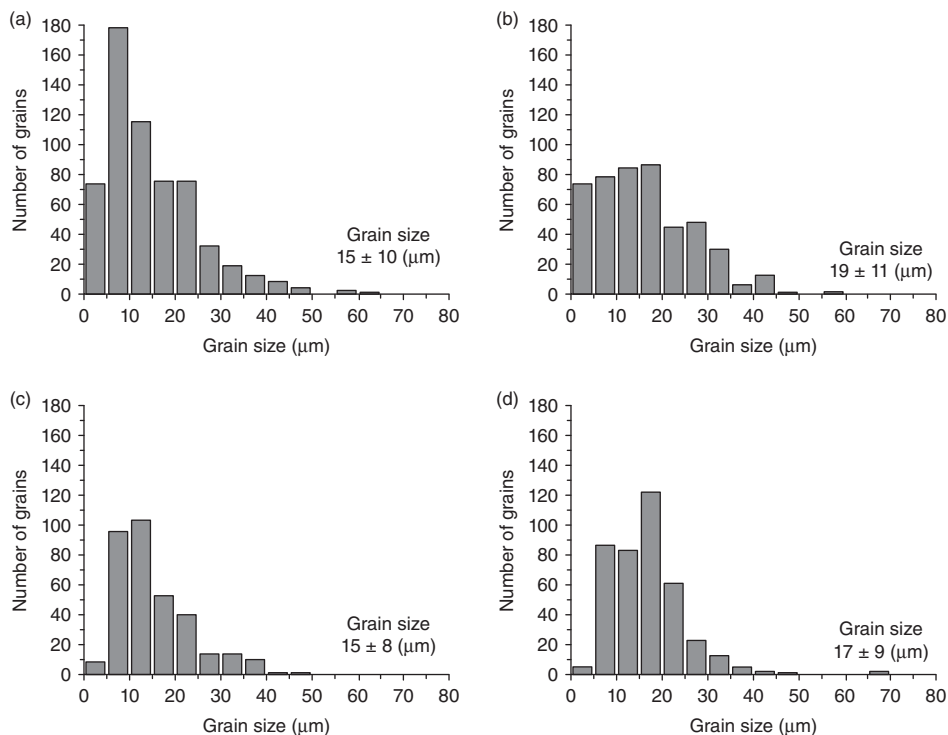 (a)
180
160
140
120
100
80
60
40
20
0
Number of grains
Grain size
15 ± 10 (μm)
0 10 20 30 40 50 60 70 80
Grain size (μm)
(b)
180
160
140
120
100
80
60
40
20
0
Number of grains
Grain size
19 ± 11 (μm)
0 10 20 30 40 50 60 70 80
Grain size (μm)
(c)
180
160
140
120
100
80
60
40
20
0
Number of grains
Grain size
15 ± 8 (μm)
0 10 20 30 40 50 60 70 80
Grain size (μm)
(d)
180
160
140
120
100
80
60
40
20
0
Number of grains
Grain size
17 ± 9 (μm)
0 10 20 30 40 50 60 70 80
Grain size (μm)